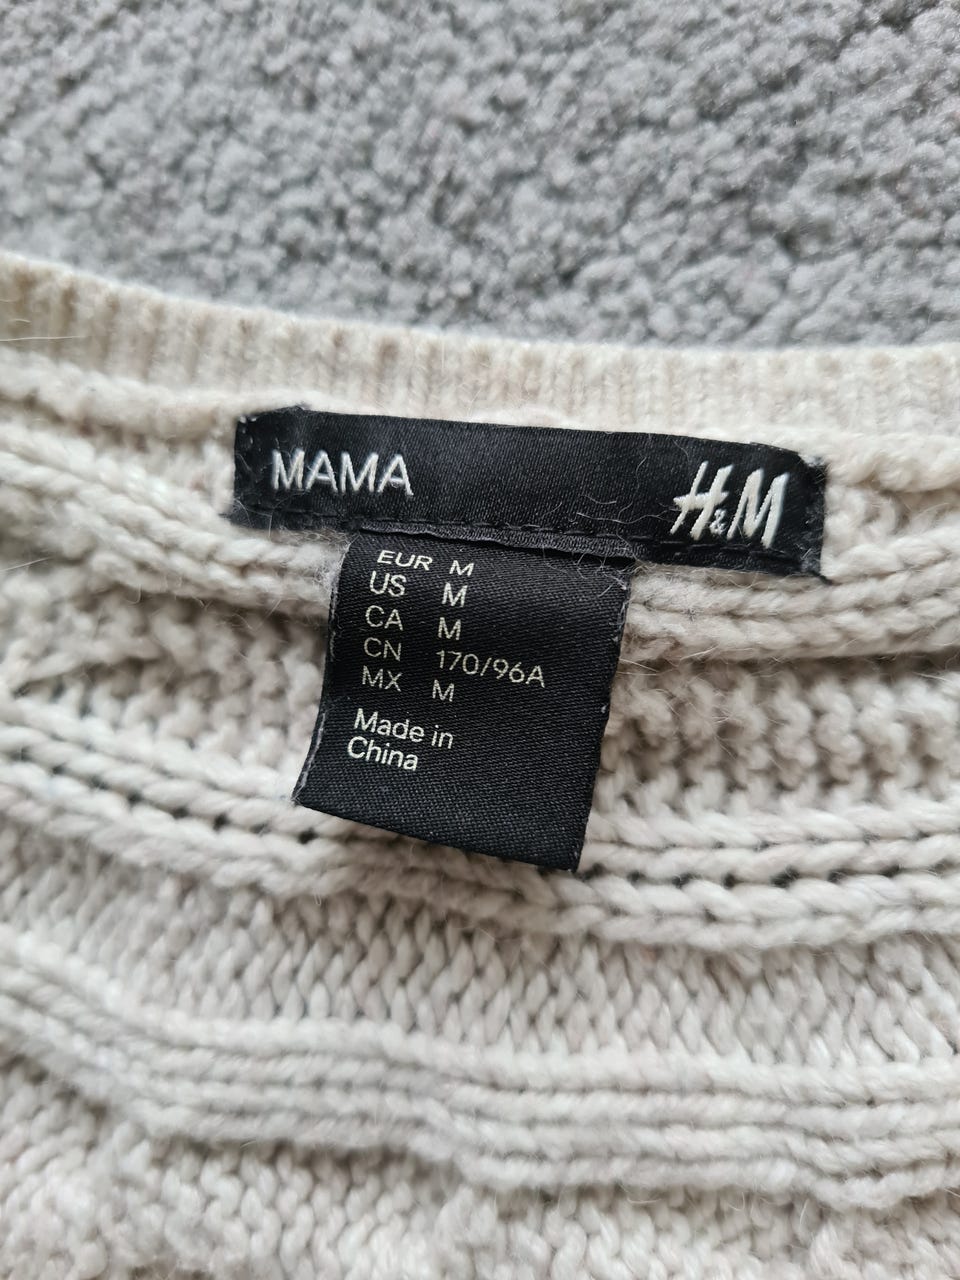 MAMA H&M
EUR M
US M
CA M
CN 170/96A
MX M
Made in
China